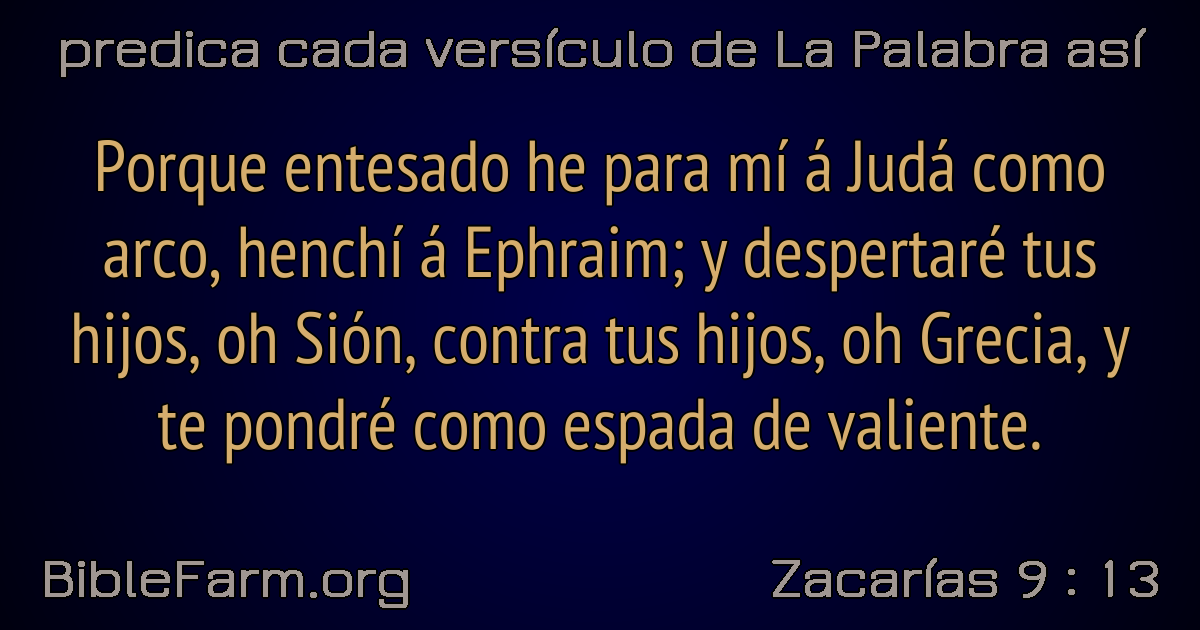 predica cada versículo de La Palabra así
Porque entesado he para mí á Judá como
arco, henchí á Ephraim; y despertaré tus
hijos, oh Sión, contra tus hijos, oh Grecia, y
te pondré como espada de valiente.
BibleFarm.org
Zacarías 9 : 13